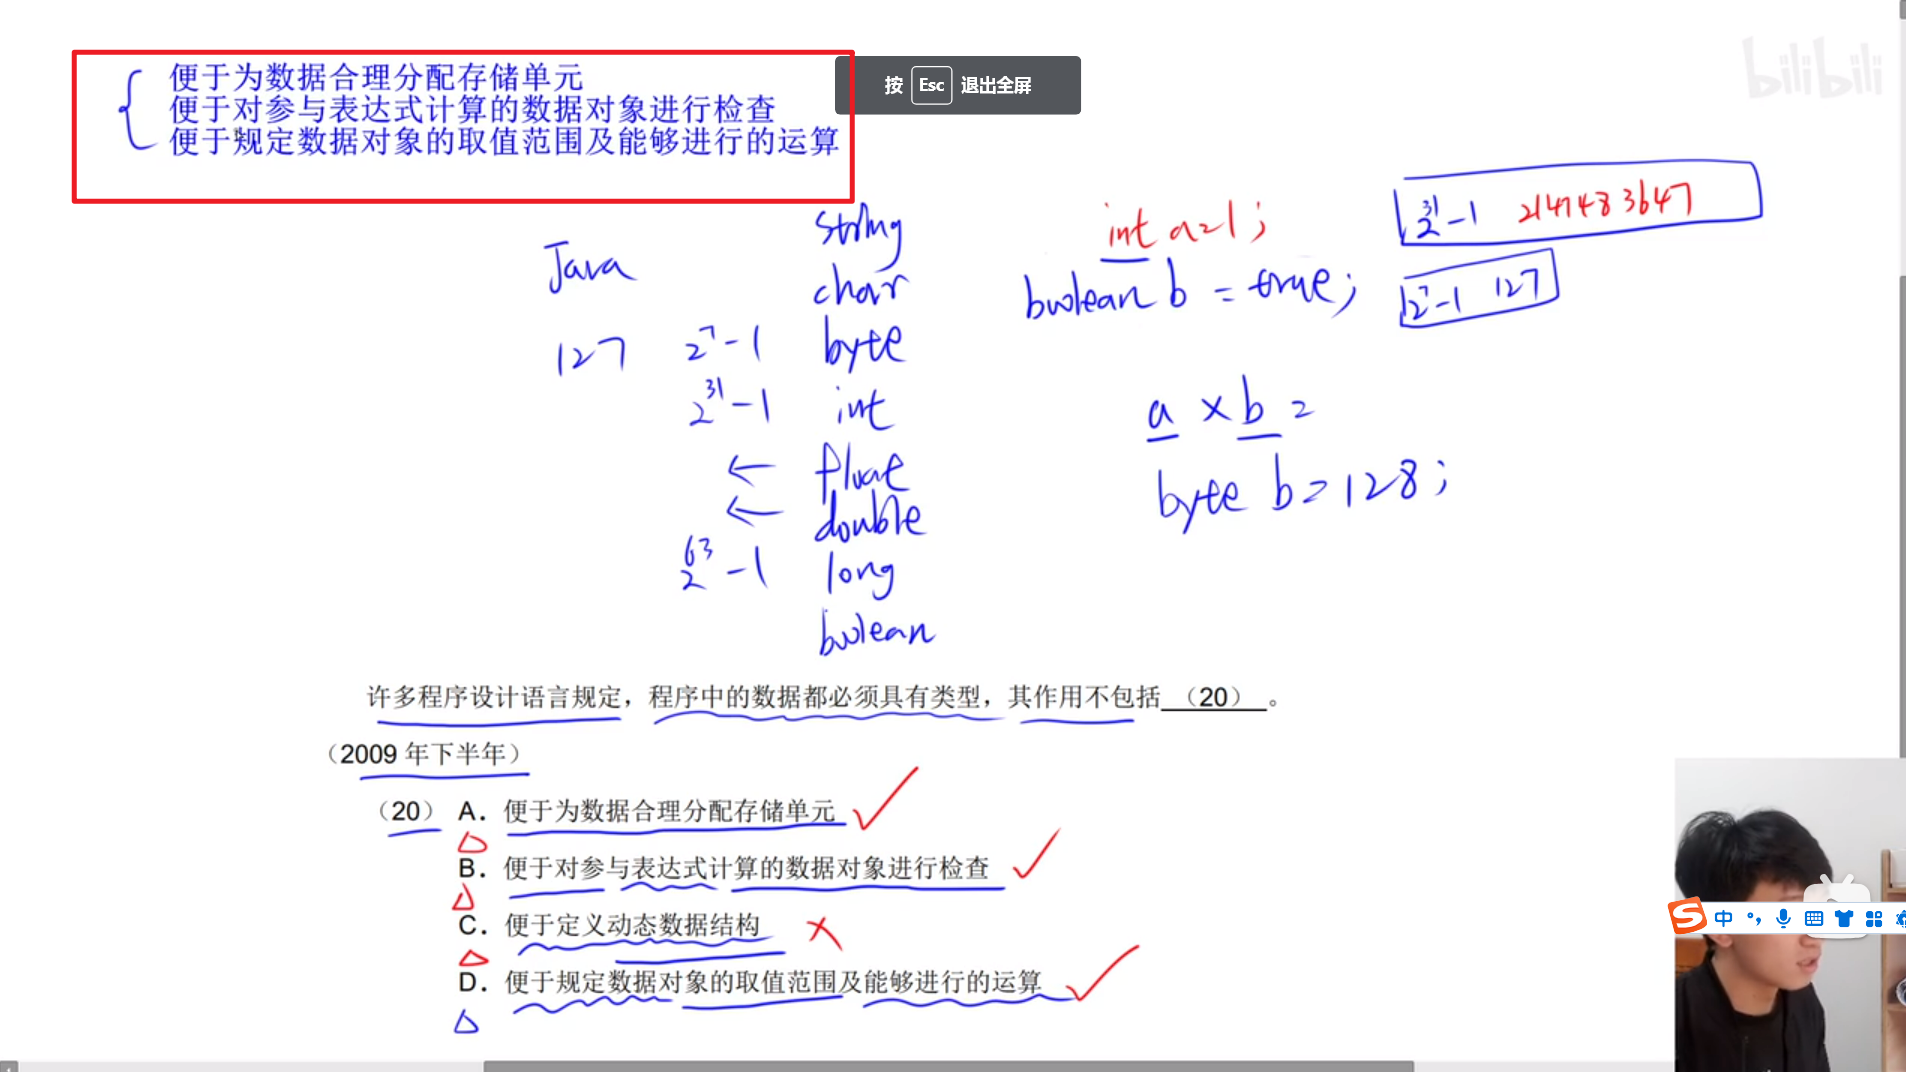 便于为数据合理分配存储单元
便于对参与表达式计算的数据对象进行检查
便于规定数据对象的取值范围及能够进行的运算
按 Esc 退出全屏
bilibili
Java
String
char
127 2^7-1 byte
2^31-1 int
← float
← double
2^63-1 long
boolean
int a=1;
boolean b = true;
2^31-1 2147483647
2^7-1 127
a × b =
byte b=128;
许多程序设计语言规定，程序中的数据都必须具有类型，其作用不包括（20）。
（2009 年下半年）
（20） A．便于为数据合理分配存储单元
B．便于对参与表达式计算的数据对象进行检查
C．便于定义动态数据结构
D．便于规定数据对象的取值范围及能够进行的运算
S 中